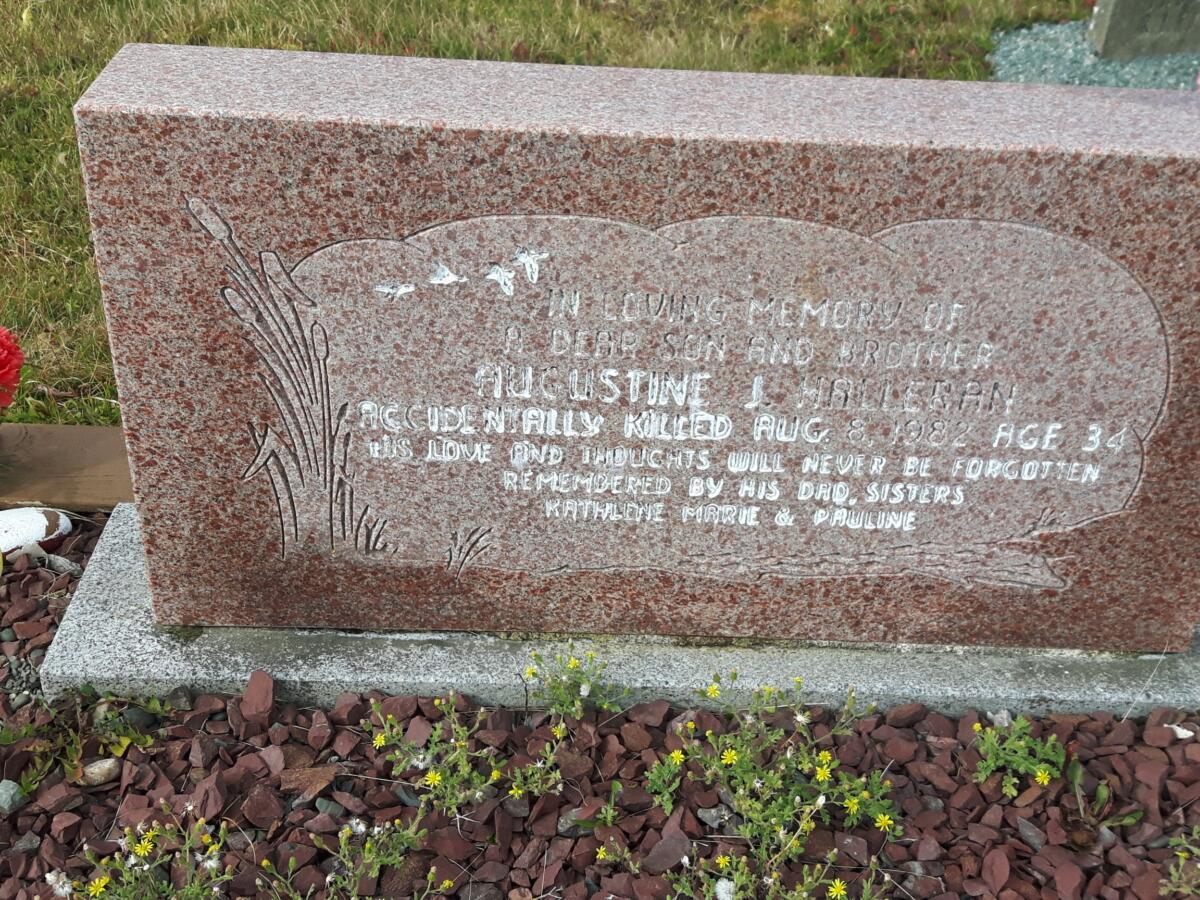 IN LOVING MEMORY OF
A DEAR SON AND BROTHER
AUGUSTINE J. HALLERAN
ACCIDENTALLY KILLED AUG. 8, 1982 AGE 34
HIS LOVE AND THOUGHTS WILL NEVER BE FORGOTTEN
REMEMBERED BY HIS DAD, SISTERS
KATHLENE MARIE & PAULINE